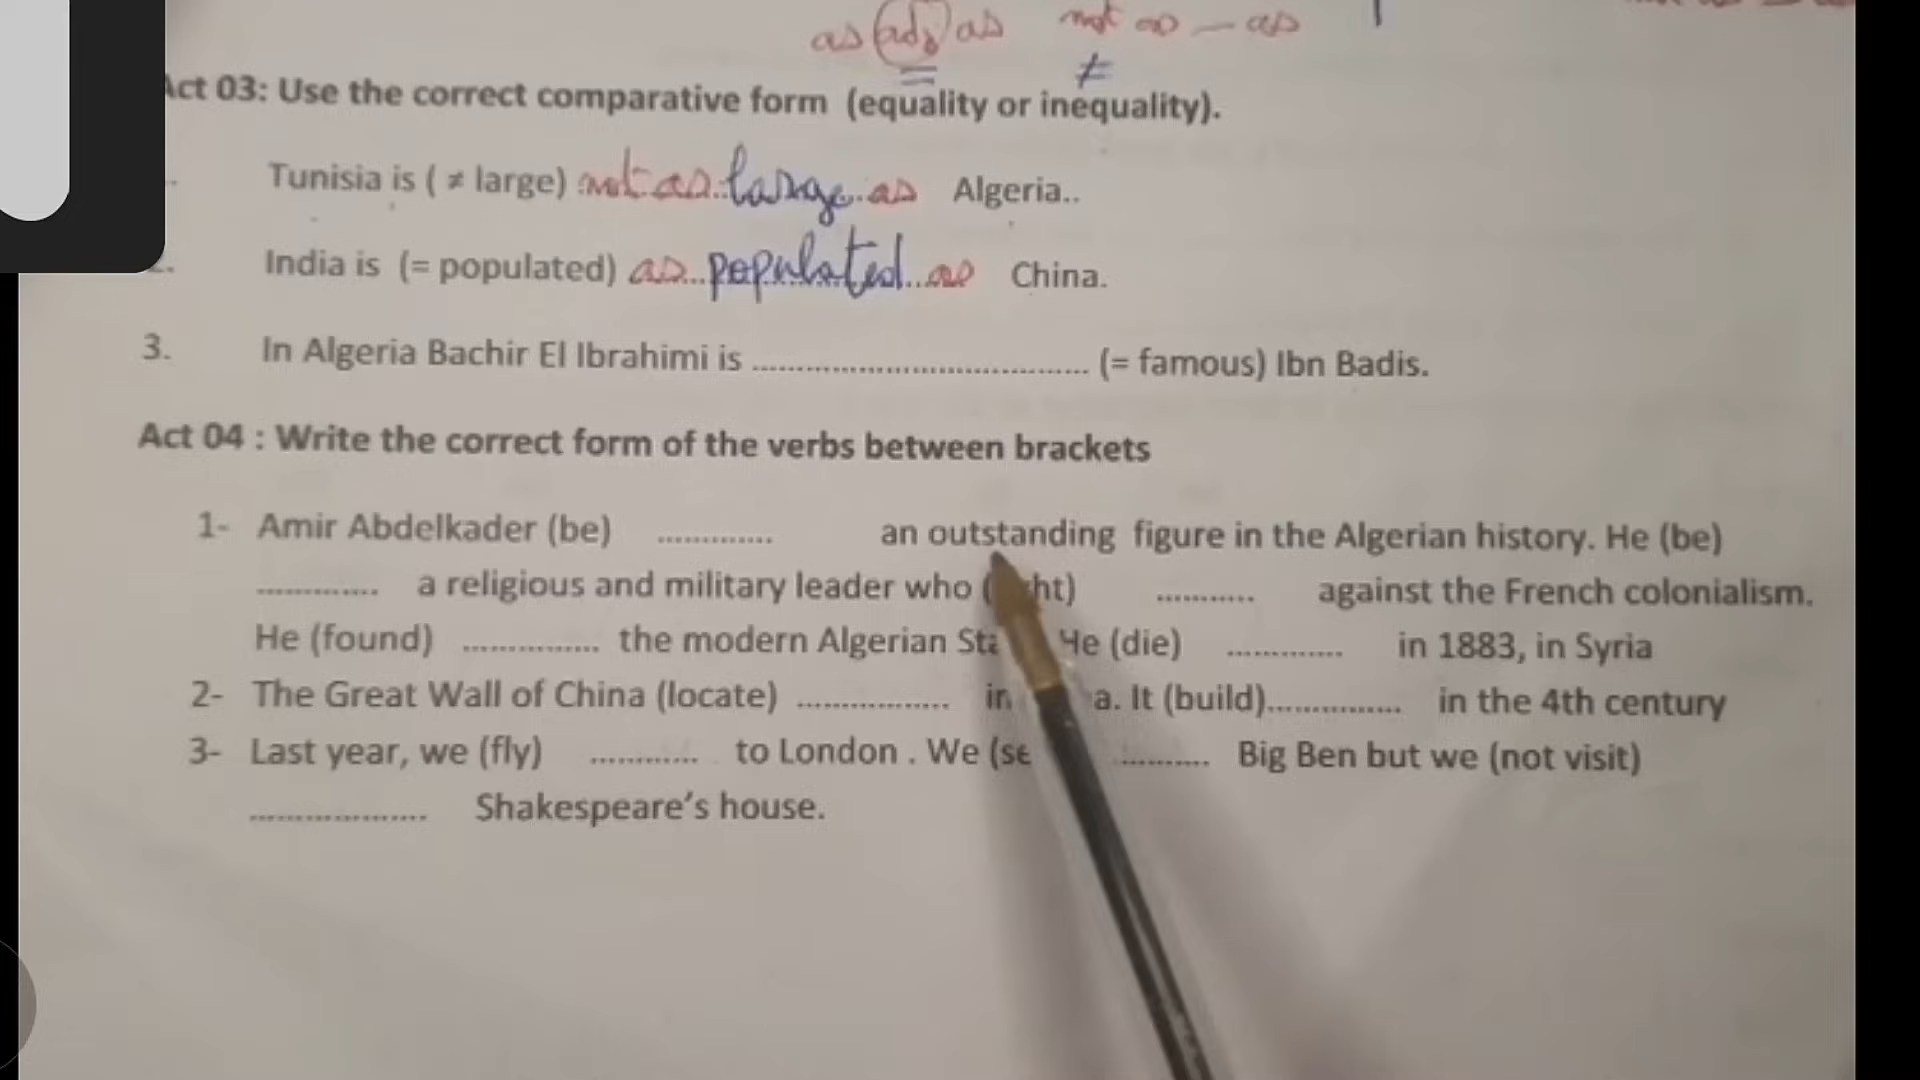 as (adj) as not as — as
= ≠
Act 03: Use the correct comparative form (equality or inequality).
Tunisia is ( ≠ large) not as large as Algeria..
2. India is (= populated) as populated as China.
3. In Algeria Bachir El Ibrahimi is .................................... (= famous) Ibn Badis.
Act 04 : Write the correct form of the verbs between brackets
1- Amir Abdelkader (be) ............. an outstanding figure in the Algerian history. He (be)
............. a religious and military leader who ( ht) ........... against the French colonialism.
He (found) ............... the modern Algerian Sta He (die) ............. in 1883, in Syria
2- The Great Wall of China (locate) ................. in a. It (build)............... in the 4th century
3- Last year, we (fly) ............ to London . We (se .......... Big Ben but we (not visit)
.................... Shakespeare’s house.